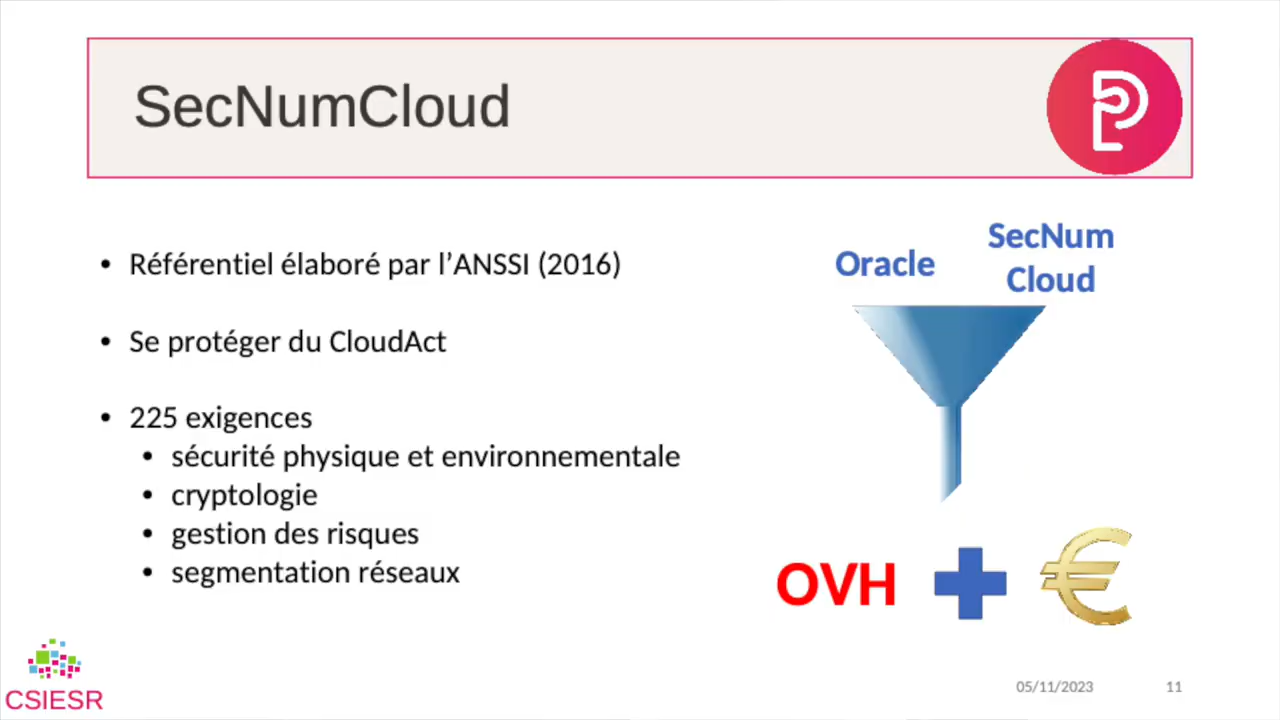 SecNumCloud
• Référentiel élaboré par l’ANSSI (2016)
• Se protéger du CloudAct
• 225 exigences
• sécurité physique et environnementale
• cryptologie
• gestion des risques
• segmentation réseaux
Oracle
SecNum
Cloud
OVH
€
CSIESR
05/11/2023
11